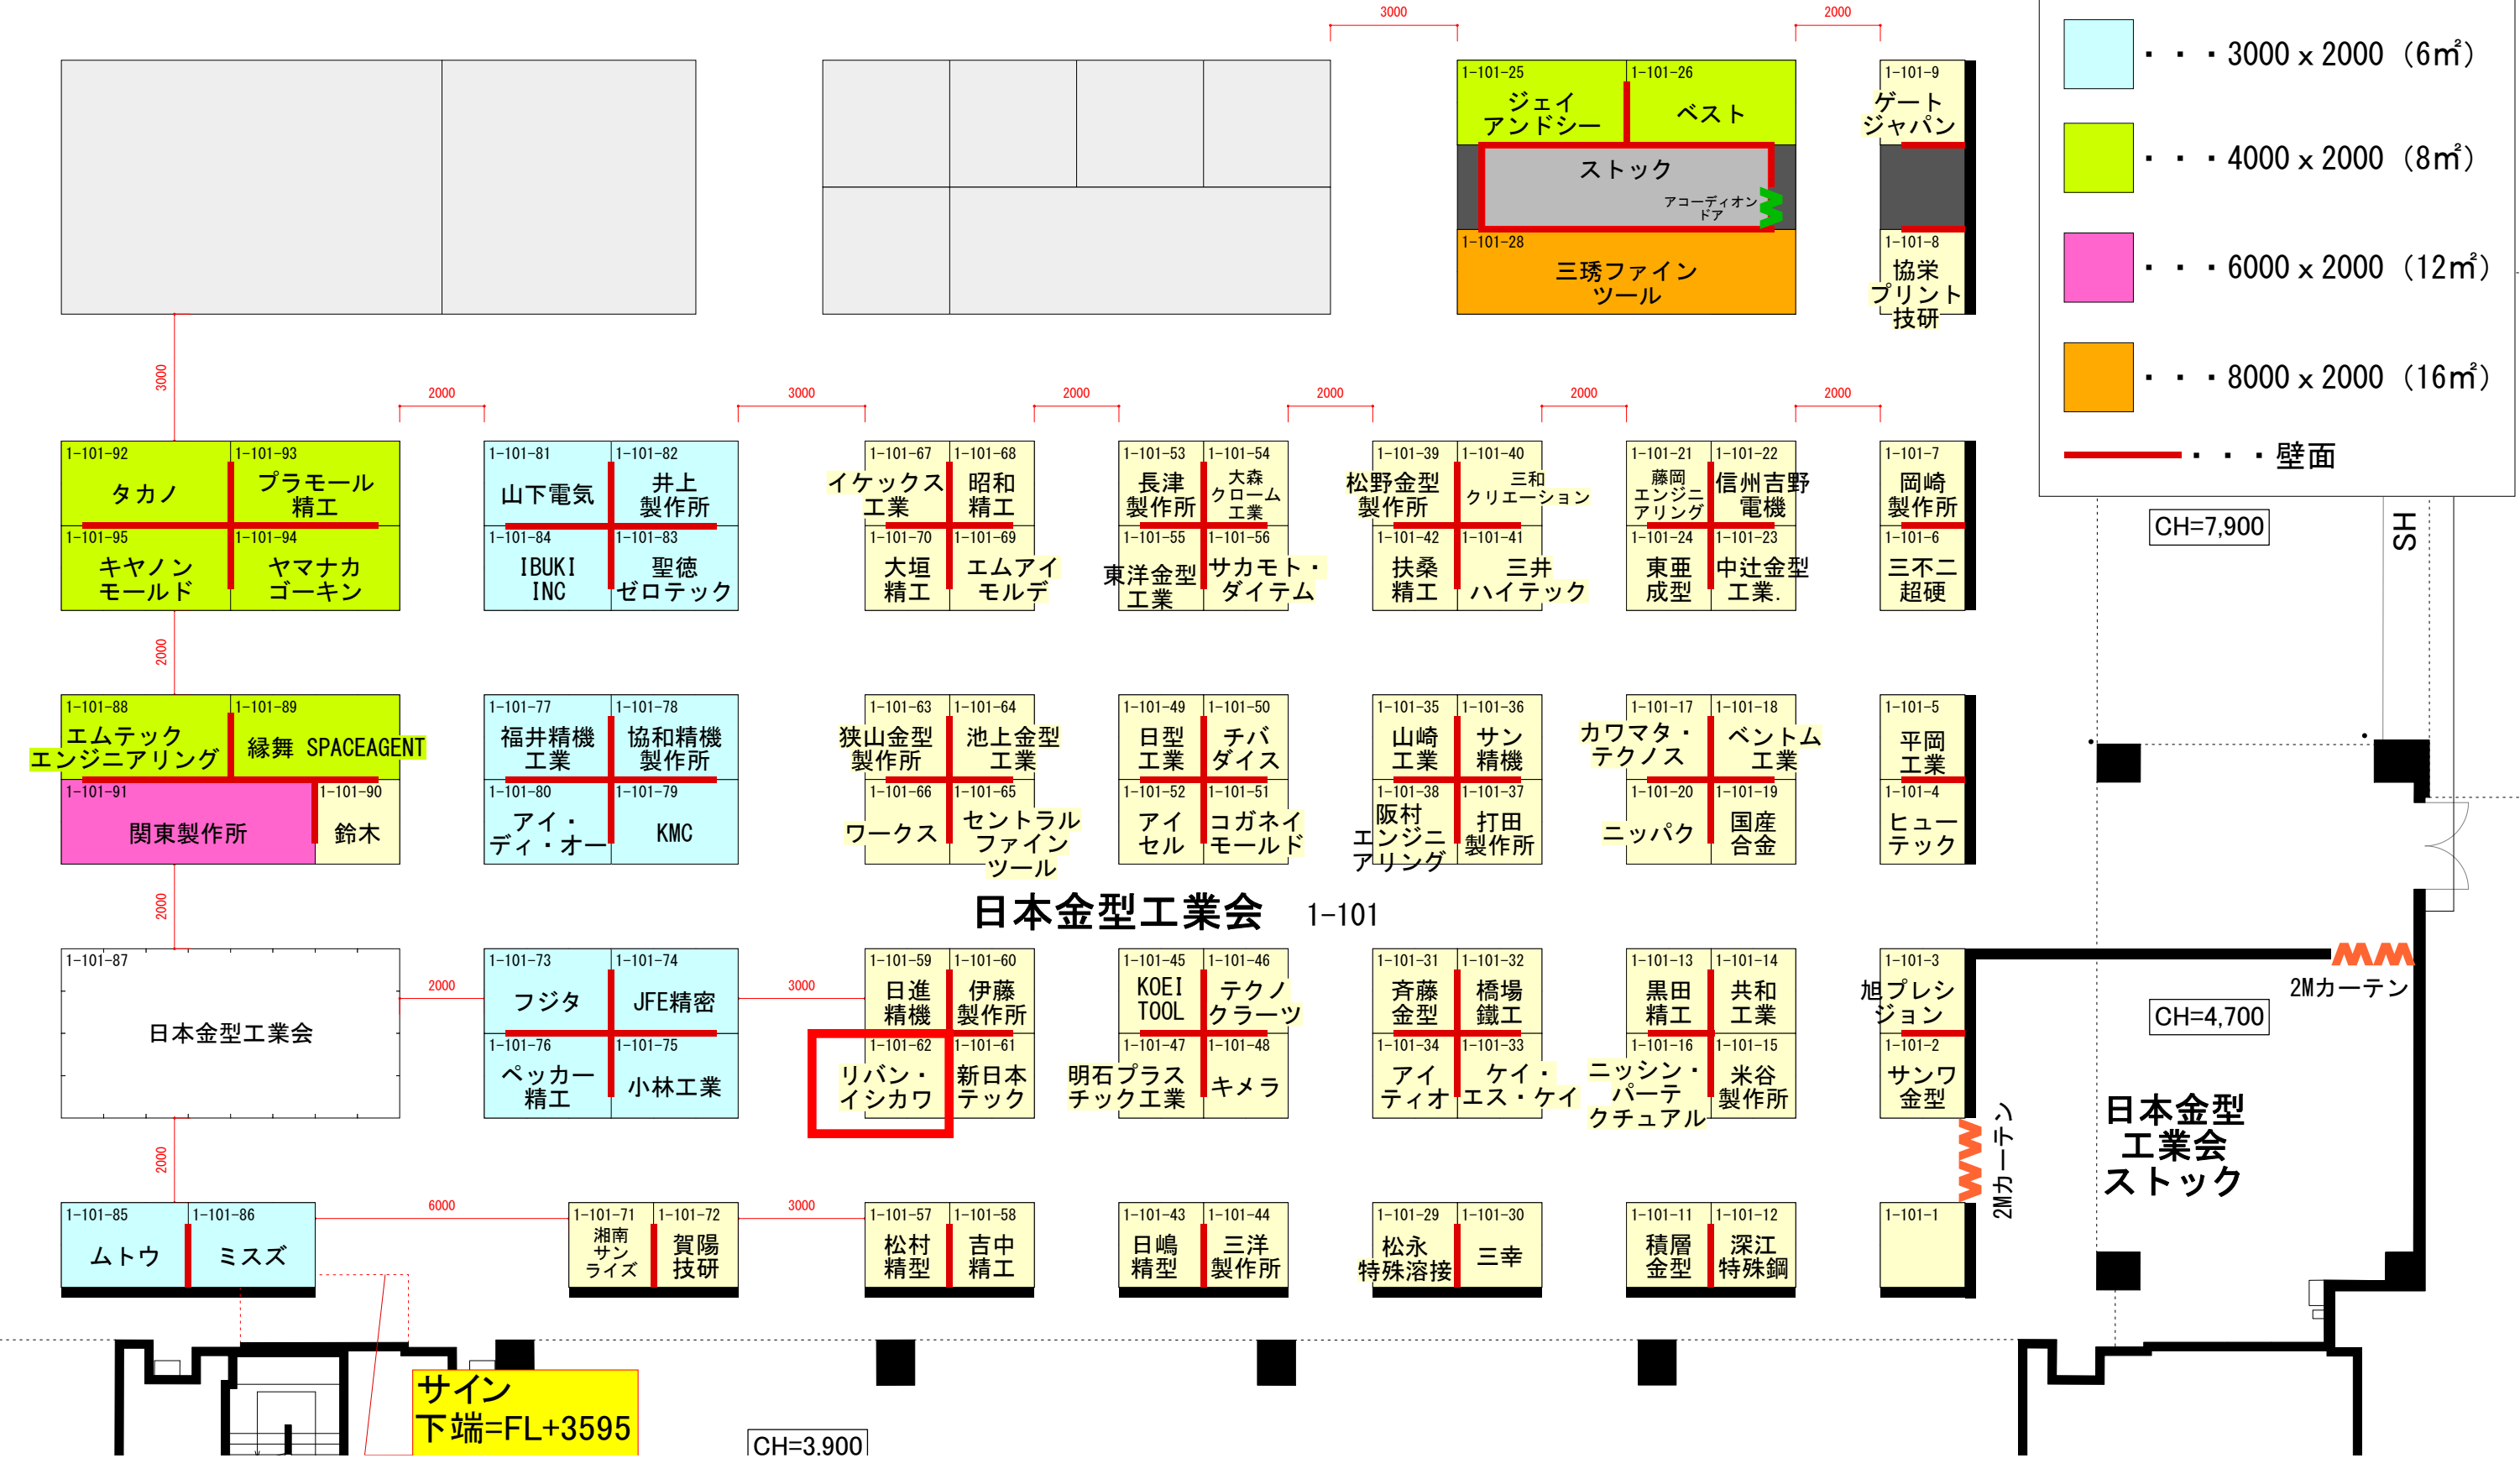 3000
2000
・・・3000 x 2000 (6㎡)
・・・4000 x 2000 (8㎡)
・・・6000 x 2000 (12㎡)
・・・8000 x 2000 (16㎡)
・・・壁面
1-101-25
ジェイ
アンドシー
1-101-26
ベスト
1-101-9
ゲート
ジャパン
ストック
アコーディオン
ドア
1-101-28
三琇ファイン
ツール
1-101-8
協栄
プリント
技研
3000
2000
3000
2000
2000
2000
2000
1-101-92
タカノ
1-101-93
プラモール
精工
1-101-95
キヤノン
モールド
1-101-94
ヤマナカ
ゴーキン
1-101-81
山下電気
1-101-82
井上
製作所
1-101-84
IBUKI
INC
1-101-83
聖徳
ゼロテック
1-101-67
イケックス
工業
1-101-68
昭和
精工
1-101-70
大垣
精工
1-101-69
エムアイ
モルデ
1-101-53
長津
製作所
1-101-54
大森
クローム
工業
1-101-55
東洋金型
工業
1-101-56
サカモト・
ダイテム
1-101-39
松野金型
製作所
1-101-40
三和
クリエーション
1-101-42
扶桑
精工
1-101-41
三井
ハイテック
1-101-21
藤岡
エンジニ
アリング
1-101-22
信州吉野
電機
1-101-24
東亜
成型
1-101-23
中辻金型
工業.
1-101-7
岡崎
製作所
1-101-6
三不二
超硬
CH=7,900
HS
2000
1-101-88
エムテック
エンジニアリング
1-101-89
縁舞 SPACEAGENT
1-101-91
関東製作所
1-101-90
鈴木
1-101-77
福井精機
工業
1-101-78
協和精機
製作所
1-101-80
アイ・
ディ・オー
1-101-79
KMC
1-101-63
狭山金型
製作所
1-101-64
池上金型
工業
1-101-66
ワークス
1-101-65
セントラル
ファイン
ツール
1-101-49
日型
工業
1-101-50
チバ
ダイス
1-101-52
アイ
セル
1-101-51
コガネイ
モールド
1-101-35
山崎
工業
1-101-36
サン
精機
1-101-38
阪村
エンジニ
アリング
1-101-37
打田
製作所
1-101-17
カワマタ・
テクノス
1-101-18
ベントム
工業
1-101-20
ニッパク
1-101-19
国産
合金
1-101-5
平岡
工業
1-101-4
ヒュー
テック
2000
日本金型工業会 1-101
1-101-87
日本金型工業会
2000
1-101-73
フジタ
1-101-74
JFE精密
1-101-76
ペッカー
精工
1-101-75
小林工業
3000
1-101-59
日進
精機
1-101-60
伊藤
製作所
1-101-62
リバン・
イシカワ
1-101-61
新日本
テック
1-101-45
KOEI
TOOL
1-101-46
テクノ
クラーツ
1-101-47
明石プラス
チック工業
1-101-48
キメラ
1-101-31
斉藤
金型
1-101-32
橋場
鐵工
1-101-34
アイ
ティオ
1-101-33
ケイ・
エス・ケイ
1-101-13
黒田
精工
1-101-14
共和
工業
1-101-16
ニッシン・
パーテ
クチュアル
1-101-15
米谷
製作所
1-101-3
旭プレシ
ジョン
1-101-2
サンワ
金型
2Mカーテン
CH=4,700
日本金型
工業会
ストック
2Mカーテン
2000
1-101-85
ムトウ
1-101-86
ミスズ
6000
1-101-71
湘南
サン
ライズ
1-101-72
賀陽
技研
3000
1-101-57
松村
精型
1-101-58
吉中
精工
1-101-43
日嶋
精型
1-101-44
三洋
製作所
1-101-29
松永
特殊溶接
1-101-30
三幸
1-101-11
積層
金型
1-101-12
深江
特殊鋼
1-101-1
サイン
下端=FL+3595
CH=3.900